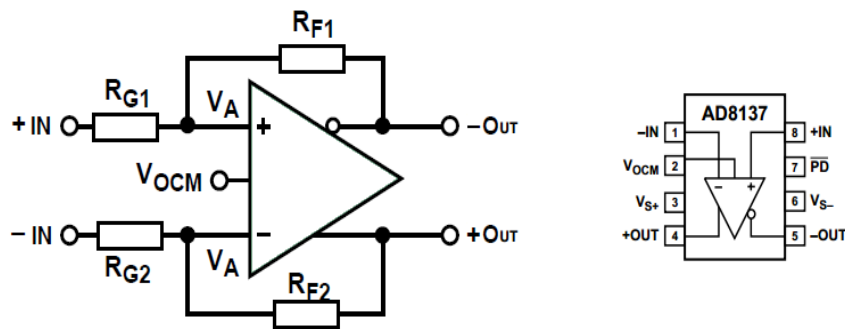 RF1
RG1
VA
+IN
+
−OUT
VOCM
−IN
−
+OUT
RG2
VA
RF2
AD8137
−IN 1
8 +IN
VOCM 2
7 PD
− +
VS+ 3
6 VS−
+OUT 4
5 −OUT